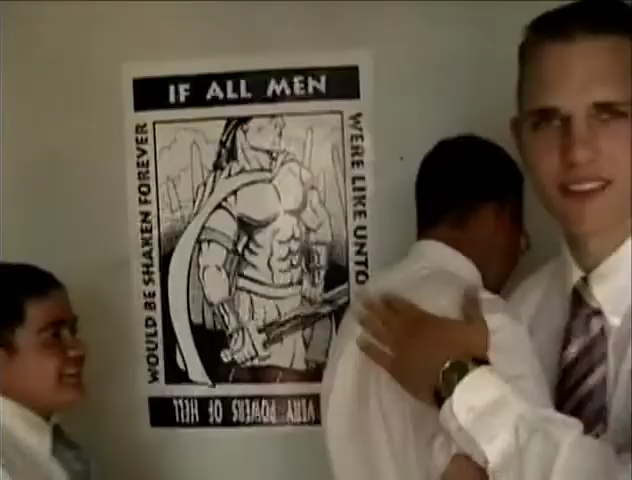 IF ALL MEN
WERE LIKE UNTO
VERY POWERS OF HELL
WOULD BE SHAKEN FOREVER